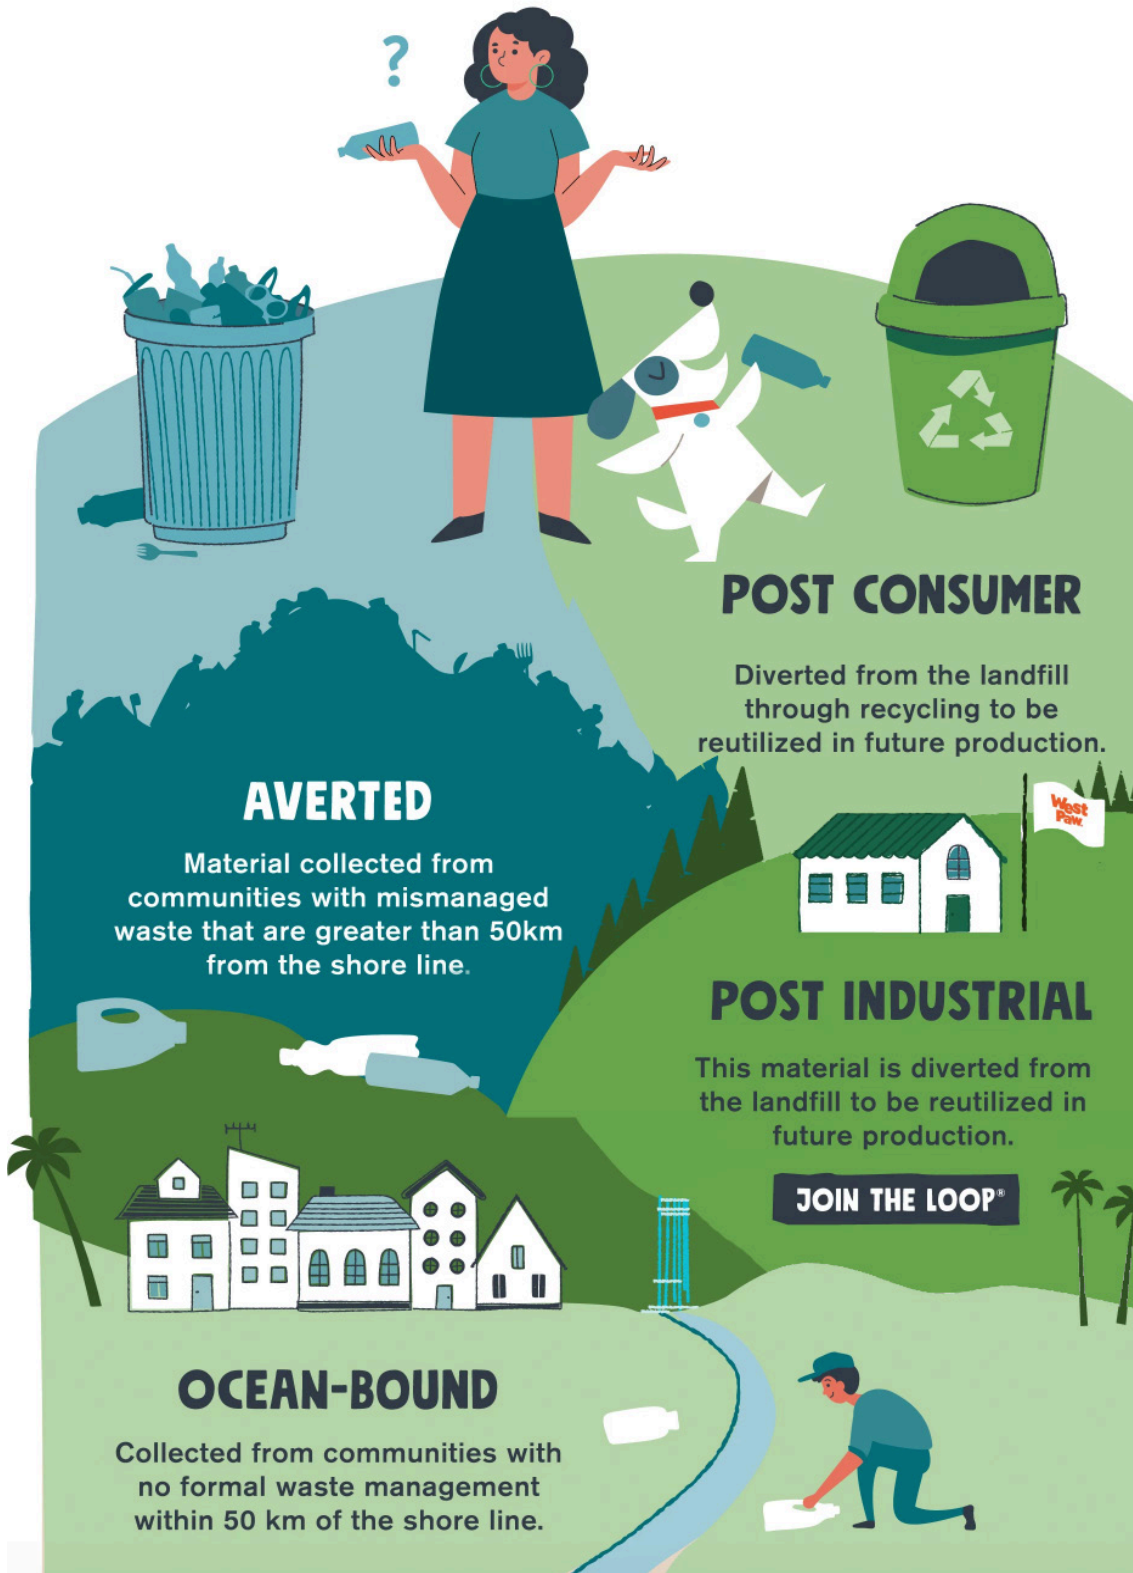 ?
POST CONSUMER
Diverted from the landfill
through recycling to be
reutilized in future production.
AVERTED
Material collected from
communities with mismanaged
waste that are greater than 50km
from the shore line.
West
Paw
POST INDUSTRIAL
This material is diverted from
the landfill to be reutilized in
future production.
JOIN THE LOOP®
OCEAN-BOUND
Collected from communities with
no formal waste management
within 50 km of the shore line.